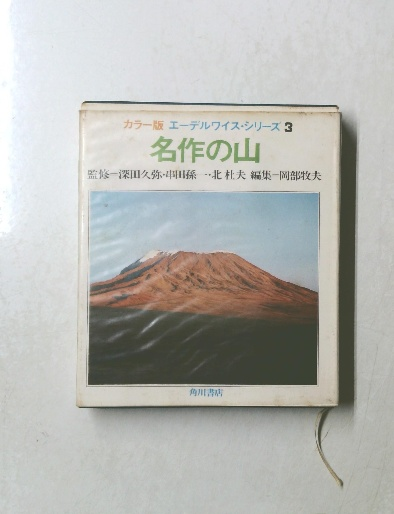 カラー版 エーデルワイス・シリーズ 3
名作の山
監修=深田久弥・串田孫一・北 杜夫 編集=岡部牧夫
角川書店